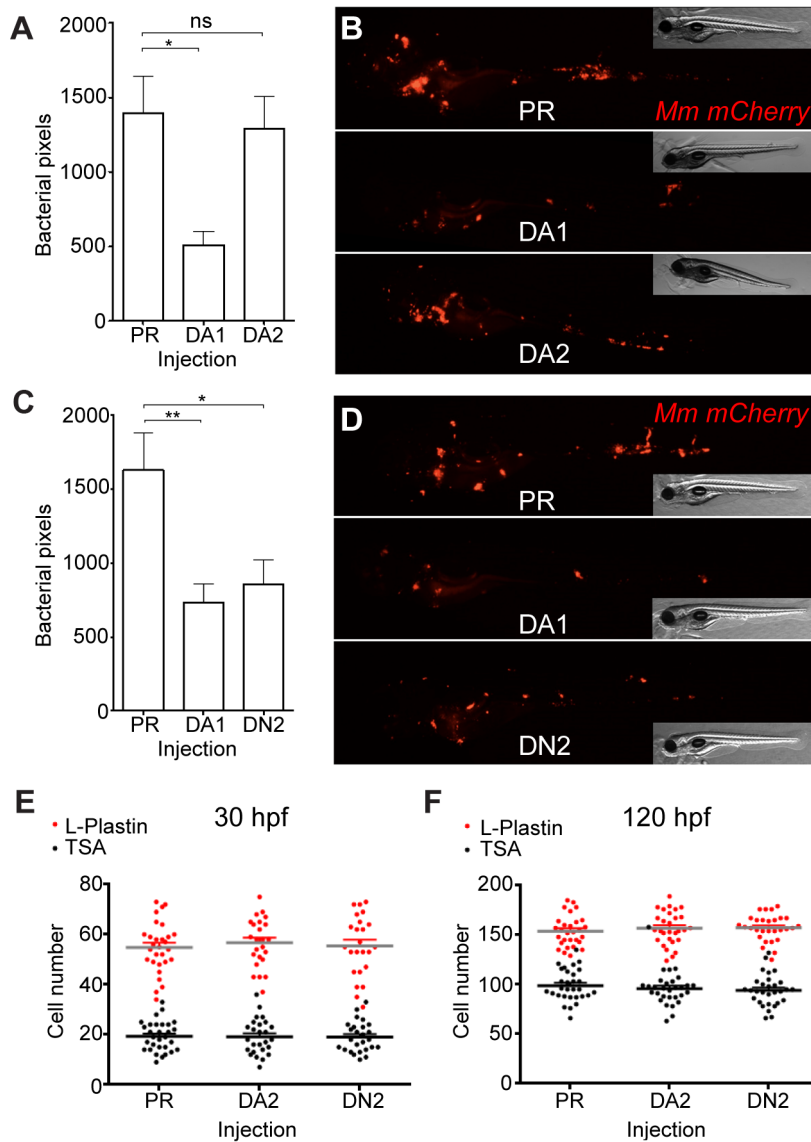 A
ns
*
2000
1500
1000
500
0
Bacterial pixels
PR DA1 DA2
Injection
B
PR
Mm mCherry
DA1
DA2
C
*
**
2000
1500
1000
500
0
Bacterial pixels
PR DA1 DN2
Injection
D
Mm mCherry
PR
DA1
DN2
E
30 hpf
L-Plastin
TSA
80
60
40
20
0
Cell number
PR DA2 DN2
Injection
F
120 hpf
L-Plastin
TSA
200
150
100
50
0
Cell number
PR DA2 DN2
Injection